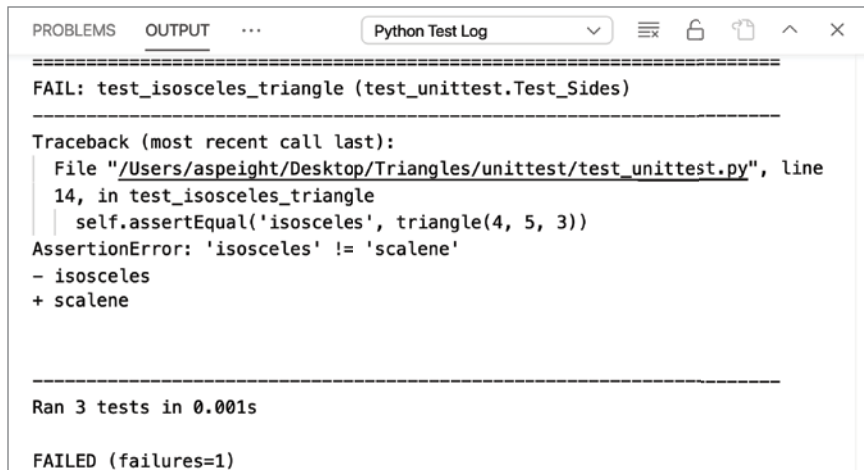 PROBLEMS OUTPUT ··· Python Test Log
======================================================================
FAIL: test_isosceles_triangle (test_unittest.Test_Sides)
----------------------------------------------------------------------
Traceback (most recent call last):
File "/Users/aspeight/Desktop/Triangles/unittest/test_unittest.py", line
14, in test_isosceles_triangle
self.assertEqual('isosceles', triangle(4, 5, 3))
AssertionError: 'isosceles' != 'scalene'
- isosceles
+ scalene
----------------------------------------------------------------------
Ran 3 tests in 0.001s
FAILED (failures=1)